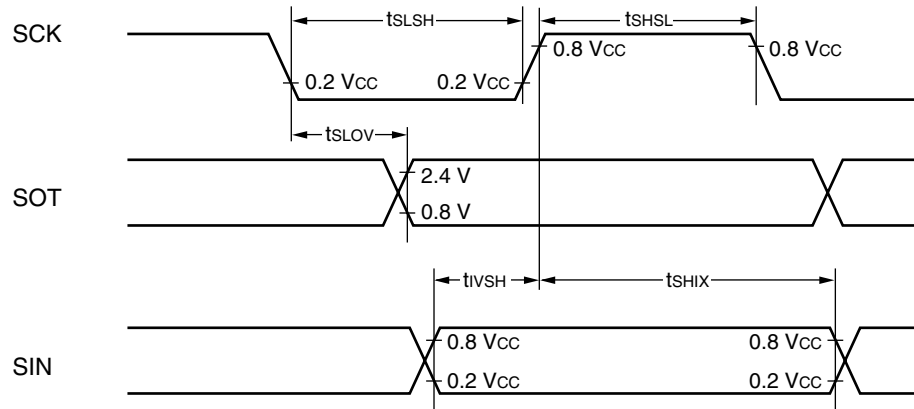 tSLSH tSHSL
SCK
0.8 VCC 0.8 VCC
0.2 VCC 0.2 VCC
tSLOV
2.4 V
SOT
0.8 V
tIVSH tSHIX
0.8 VCC 0.8 VCC
SIN
0.2 VCC 0.2 VCC